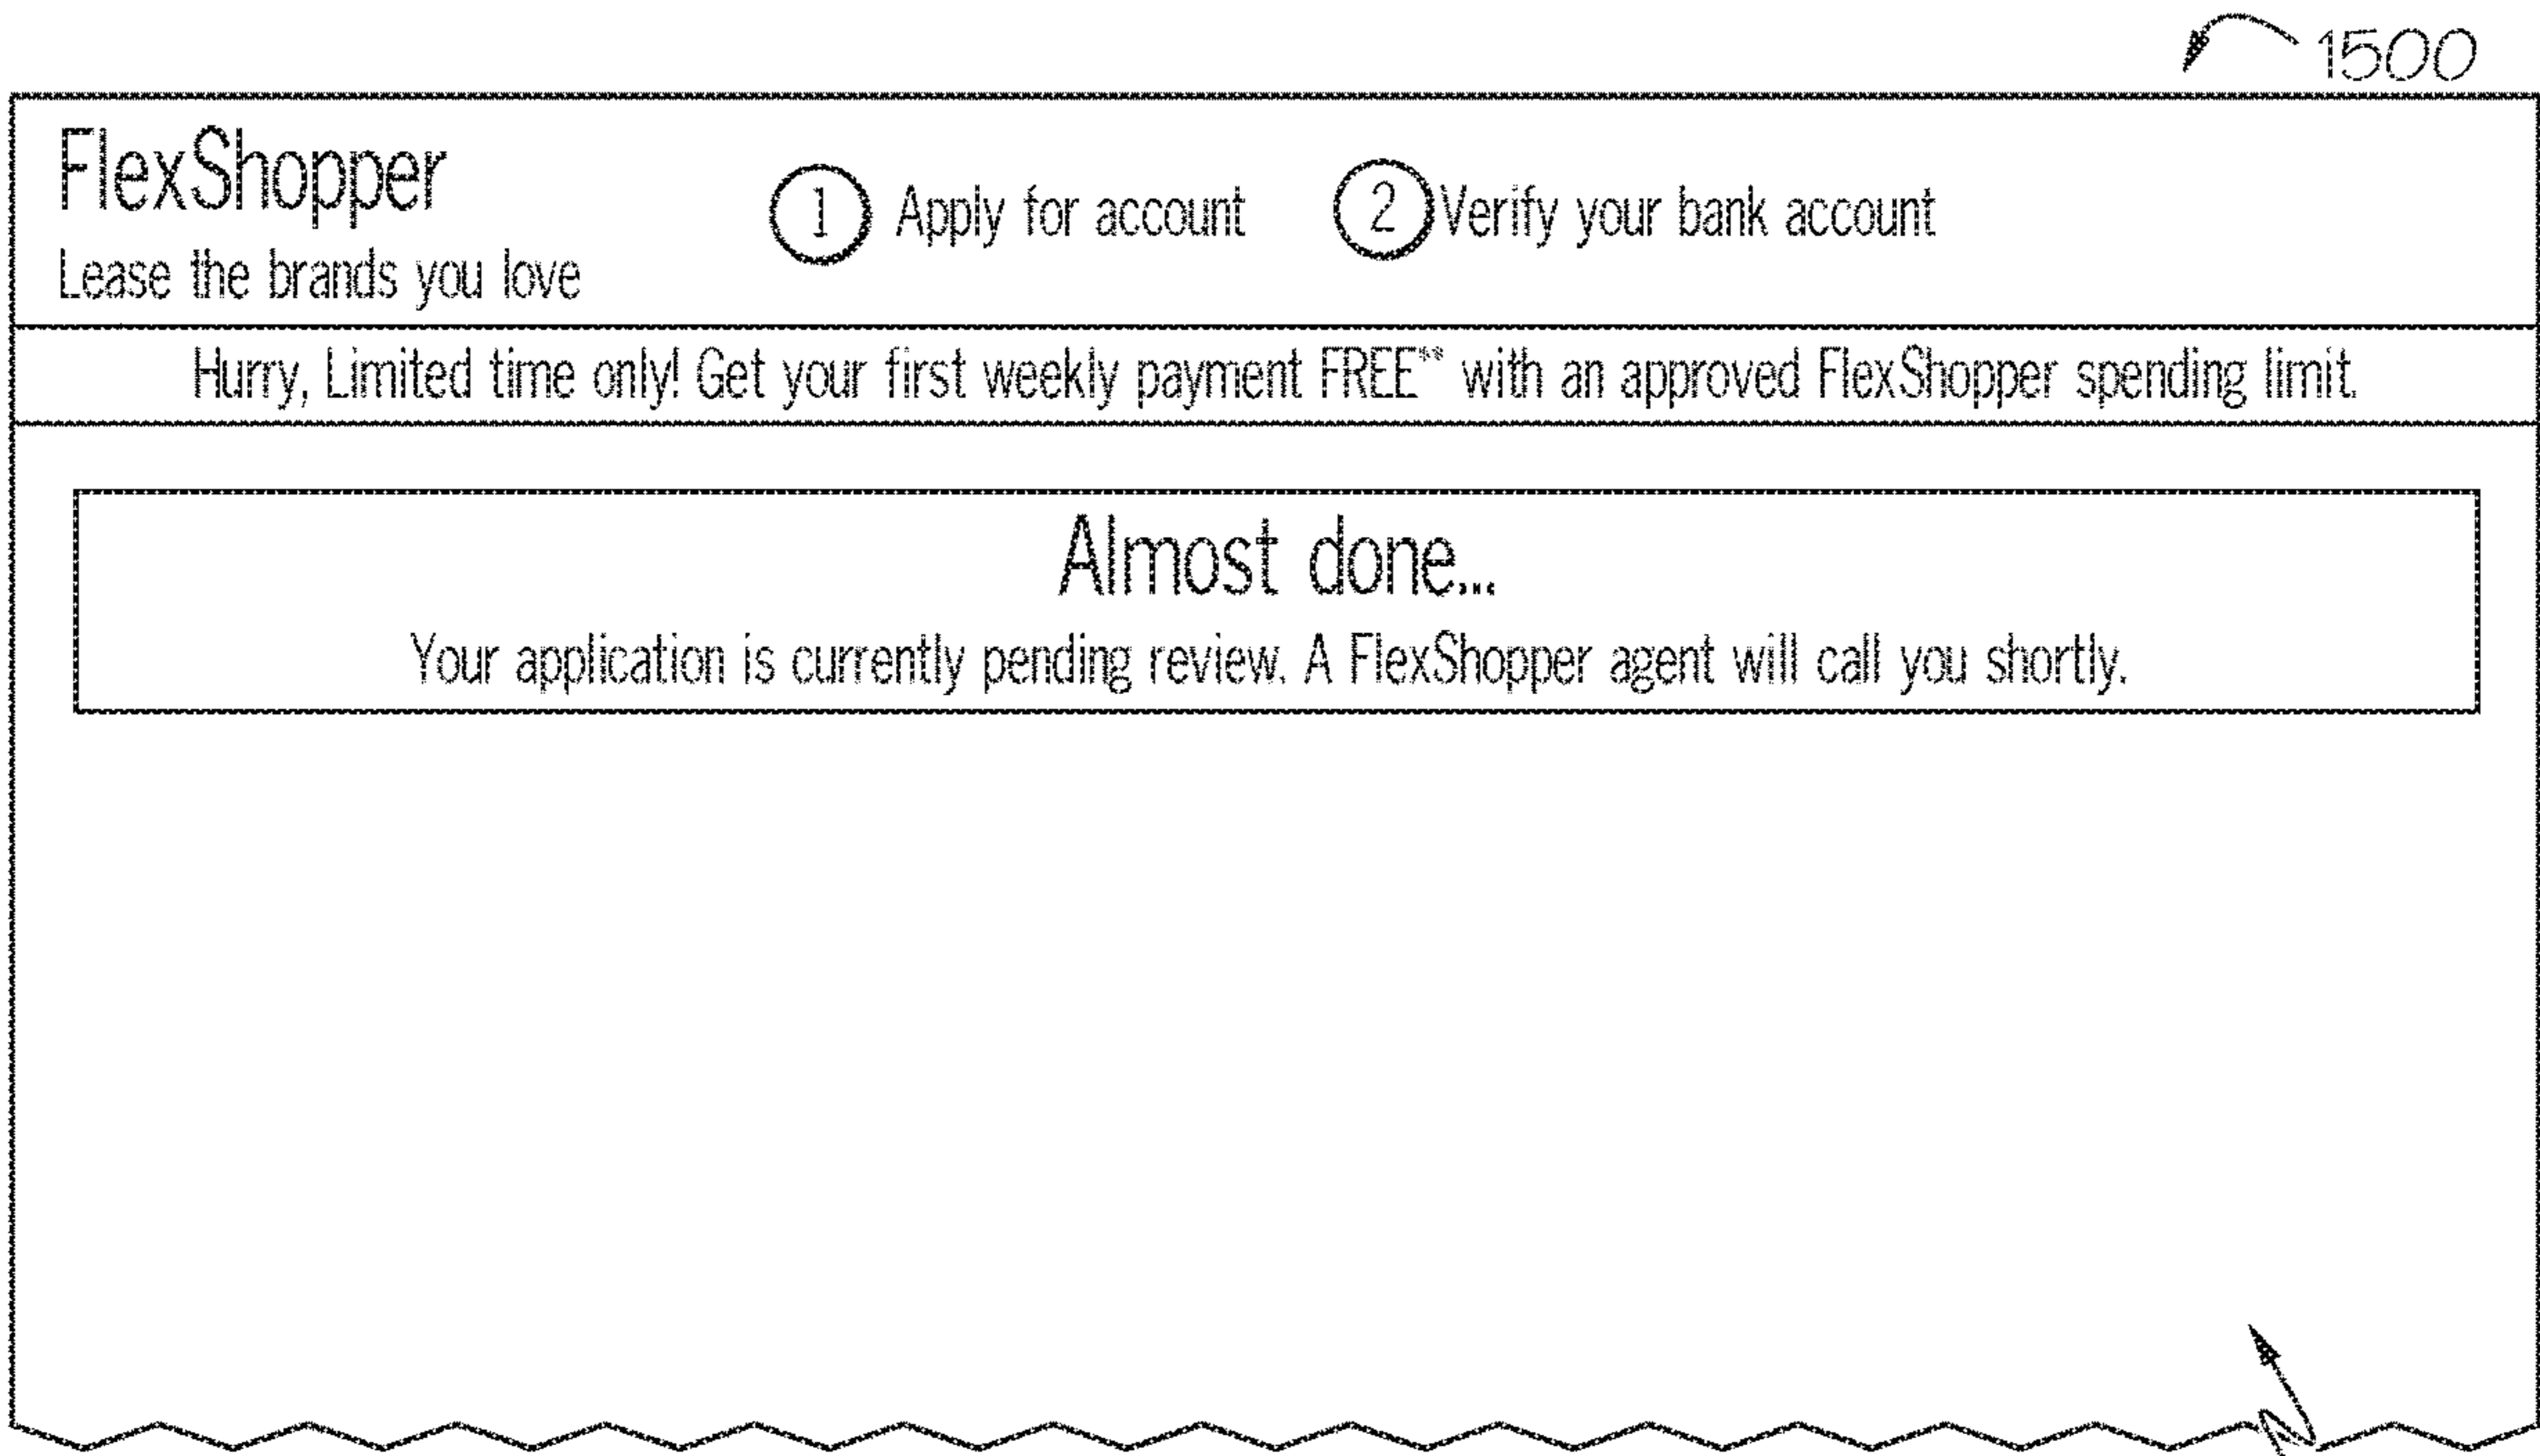 1500
FlexShopper
Lease the brands you love
1 Apply for account 2 Verify your bank account
Hurry, Limited time only! Get your first weekly payment FREE** with an approved FlexShopper spending limit.
Almost done...
Your application is currently pending review. A FlexShopper agent will call you shortly.